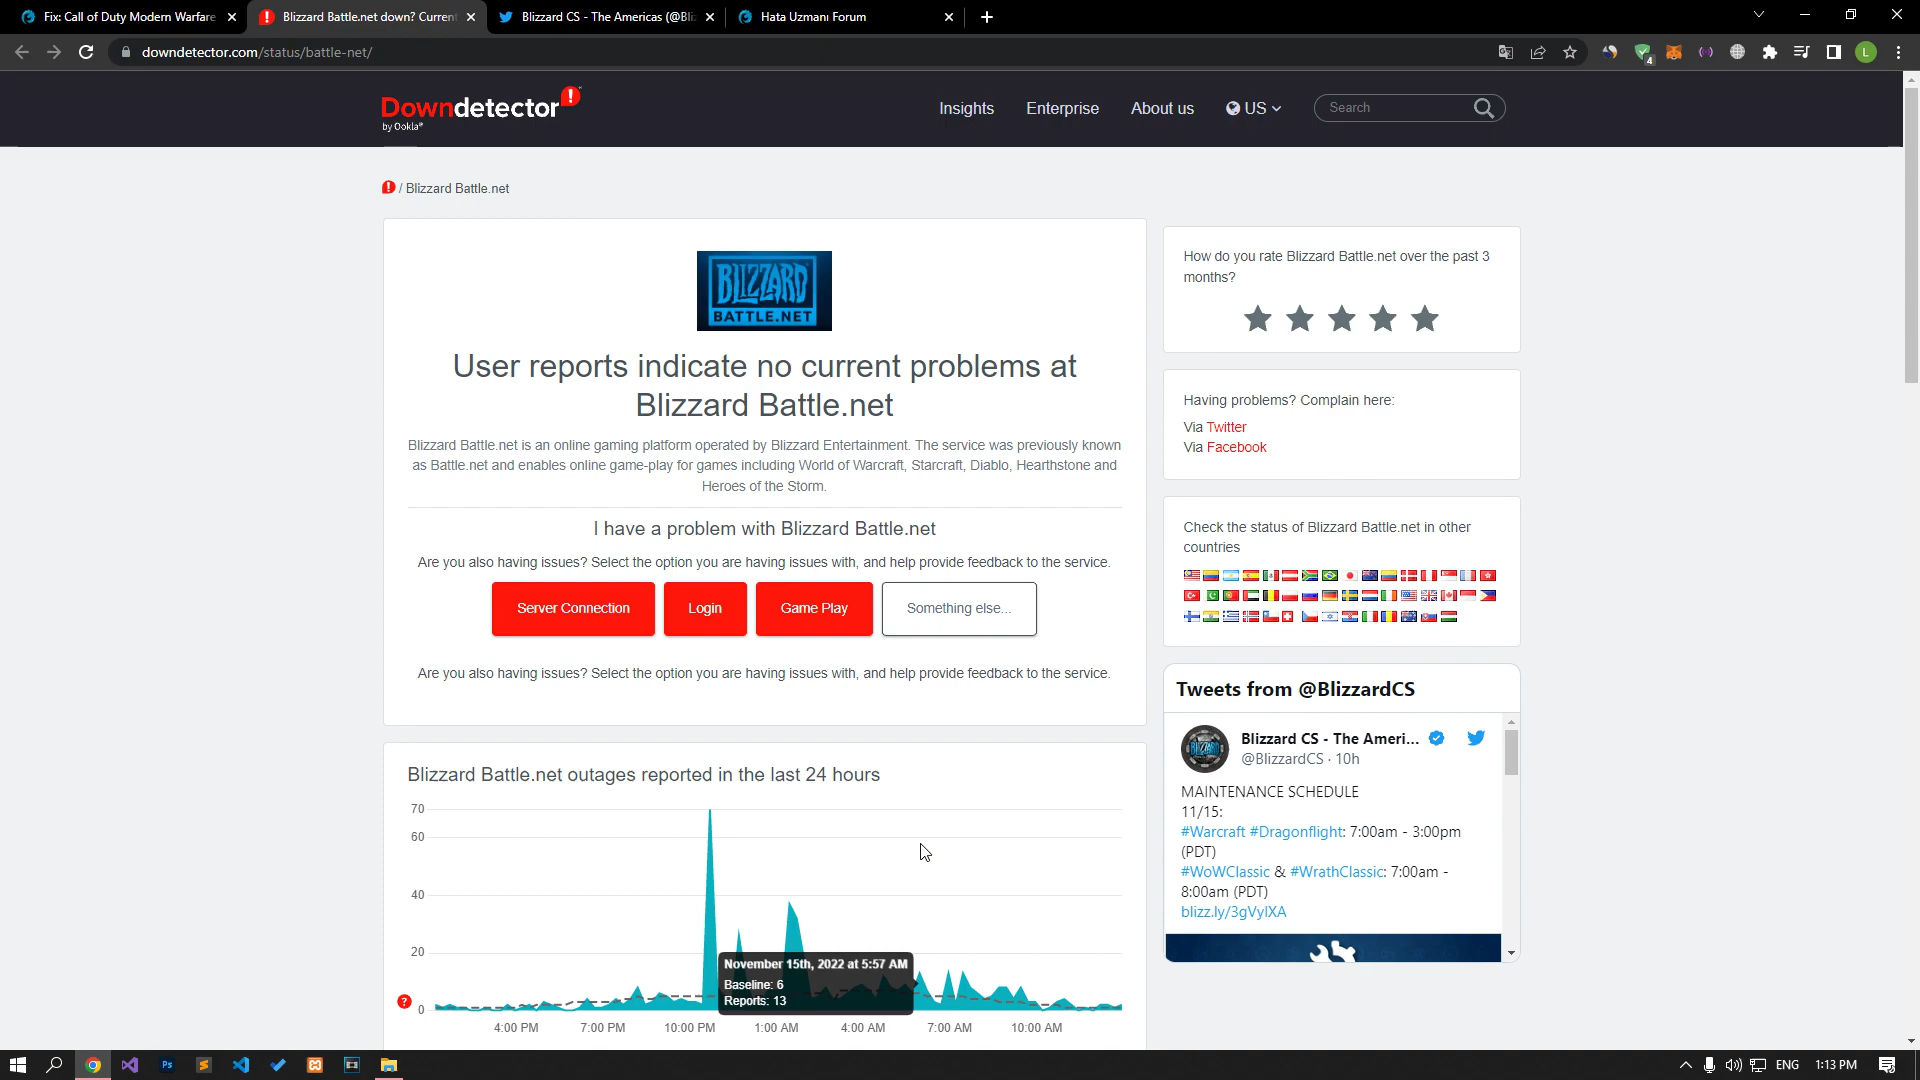 Fix: Call of Duty Modern Warfare
Blizzard Battle.net down? Current
Blizzard CS - The Americas (@Bliz
Hata Uzmanı Forum
downdetector.com/status/battle-net/
4
L
Downdetector
by Ookla®
Insights
Enterprise
About us
US
Search
/ Blizzard Battle.net
BLIZZARD
BATTLE.NET
User reports indicate no current problems at
Blizzard Battle.net
Blizzard Battle.net is an online gaming platform operated by Blizzard Entertainment. The service was previously known
as Battle.net and enables online game-play for games including World of Warcraft, Starcraft, Diablo, Hearthstone and
Heroes of the Storm.
I have a problem with Blizzard Battle.net
Are you also having issues? Select the option you are having issues with, and help provide feedback to the service.
Server Connection
Login
Game Play
Something else...
Are you also having issues? Select the option you are having issues with, and help provide feedback to the service.
Blizzard Battle.net outages reported in the last 24 hours
70
60
40
20
0
?
November 15th, 2022 at 5:57 AM
Baseline: 6
Reports: 13
4:00 PM
7:00 PM
10:00 PM
1:00 AM
4:00 AM
7:00 AM
10:00 AM
How do you rate Blizzard Battle.net over the past 3
months?
Having problems? Complain here:
Via Twitter
Via Facebook
Check the status of Blizzard Battle.net in other
countries
Tweets from @BlizzardCS
Blizzard CS - The Ameri...
@BlizzardCS · 10h
MAINTENANCE SCHEDULE
11/15:
#Warcraft #Dragonflight: 7:00am - 3:00pm
(PDT)
#WoWClassic & #WrathClassic: 7:00am -
8:00am (PDT)
blizz.ly/3gVylXA
Ps
ENG
1:13 PM